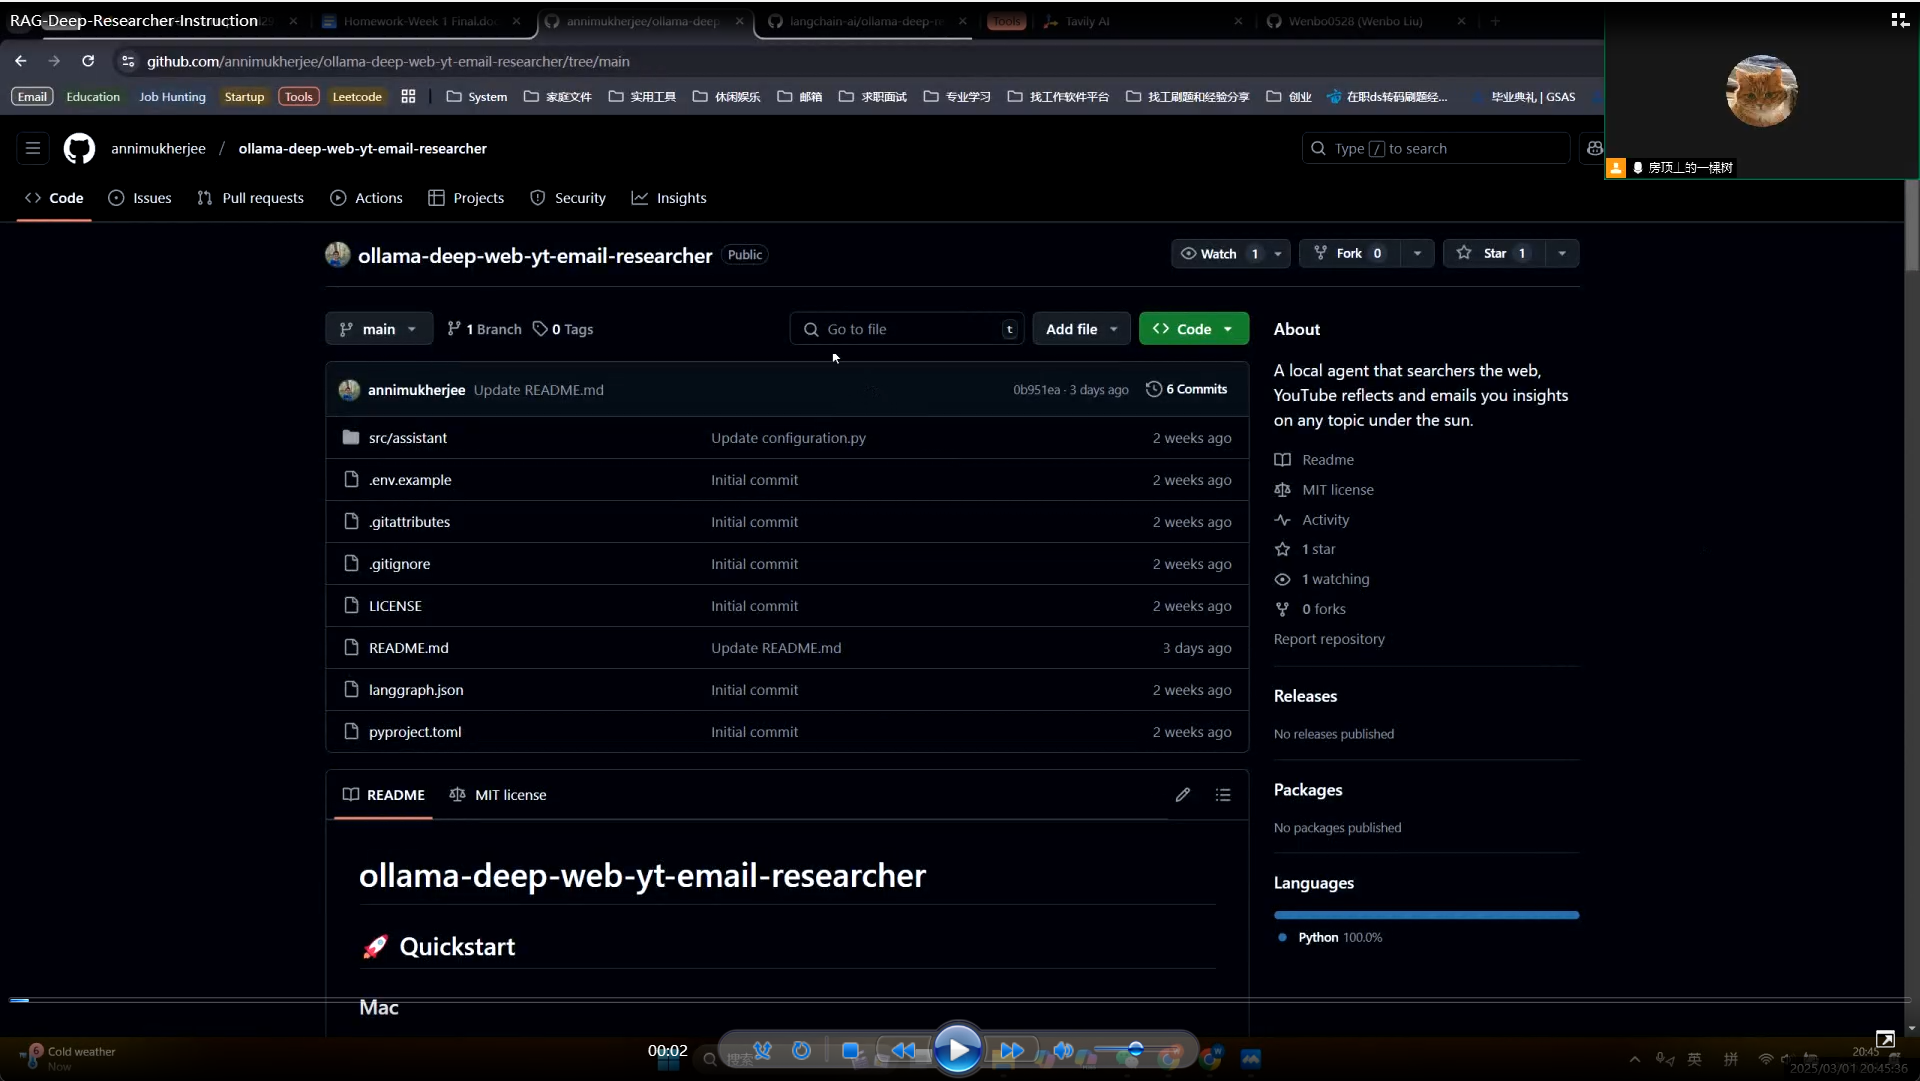 RAG-Deep-Researcher-Instruction
Homework-Week 1 Final.doc
annimukherjee/ollama-deep
langchain-ai/ollama-deep-r
Tools
Tavily AI
Wenbo0528 (Wenbo Liu)
github.com/annimukherjee/ollama-deep-web-yt-email-researcher/tree/main
Email Education Job Hunting Startup Tools Leetcode System 家庭文件 实用工具 休闲娱乐 邮箱 求职面试 专业学习 找工作软件平台 找工刷题和经验分享 创业 在职ds转码刷题经... 毕业典礼 | GSAS
房顶上的一棵树
annimukherjee / ollama-deep-web-yt-email-researcher
Type / to search
Code Issues Pull requests Actions Projects Security Insights
ollama-deep-web-yt-email-researcher Public
Watch 1 Fork 0 Star 1
main 1 Branch 0 Tags
Go to file t
Add file
Code
annimukherjee Update README.md 0b951ea · 3 days ago 6 Commits
src/assistant Update configuration.py 2 weeks ago
.env.example Initial commit 2 weeks ago
.gitattributes Initial commit 2 weeks ago
.gitignore Initial commit 2 weeks ago
LICENSE Initial commit 2 weeks ago
README.md Update README.md 3 days ago
langgraph.json Initial commit 2 weeks ago
pyproject.toml Initial commit 2 weeks ago
README MIT license
ollama-deep-web-yt-email-researcher
🚀 Quickstart
Mac
About
A local agent that searchers the web,
YouTube reflects and emails you insights
on any topic under the sun.
Readme
MIT license
Activity
1 star
1 watching
0 forks
Report repository
Releases
No releases published
Packages
No packages published
Languages
Python 100.0%
6
Cold weather
Now
00:02
搜索
英
拼
20:45
2025/03/01 20:45:36